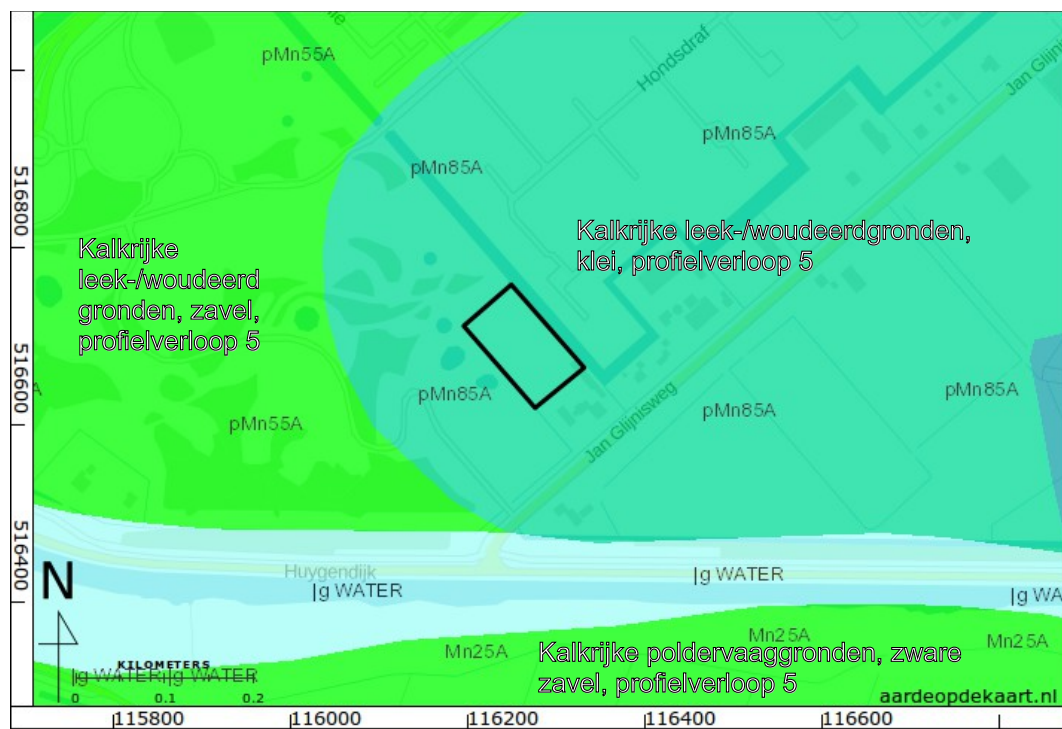 pMn55A
Hondsdraf
Jan Glijnisweg
pMn85A
pMn85A
516800
Kalkrijke
leek-/woudeerd
gronden, zavel,
profielverloop 5
Kalkrijke leek-/woudeerdgronden,
klei, profielverloop 5
516600
pMn85A
pMn85A
pMn85A
pMn55A
Jan Glijnisweg
516400
N
Huygendijk
|g WATER
|g WATER
|g WA
Mn25A
Mn25A
Mn25A
Kalkrijke poldervaaggronden, zware
zavel, profielverloop 5
KILOMETERS
|g WATER
|g WATER
0 0.1 0.2
aardeopdekaart.nl
115800 116000 116200 116400 116600